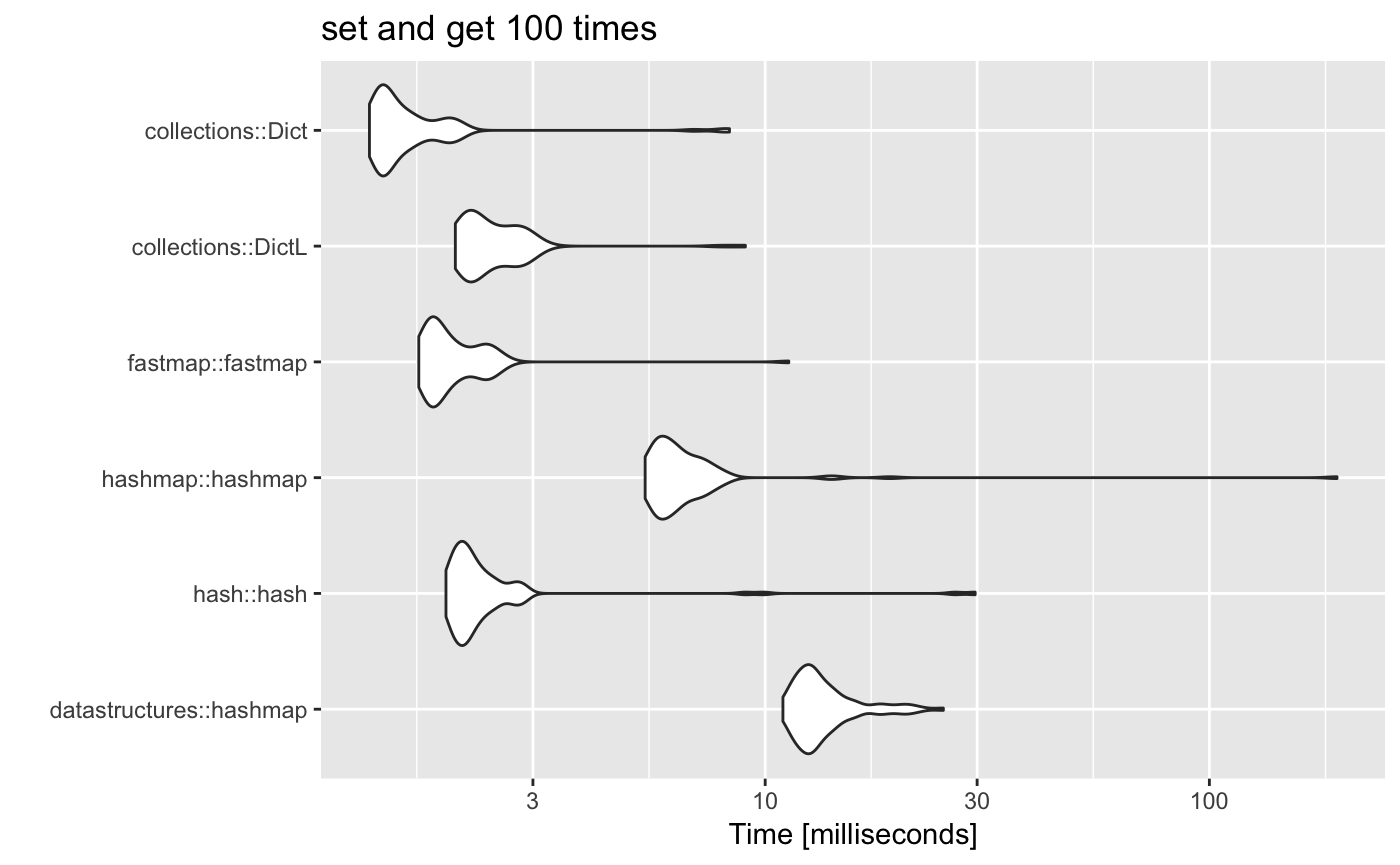 set and get 100 times
collections::Dict
collections::DictL
fastmap::fastmap
hashmap::hashmap
hash::hash
datastructures::hashmap
3 10 30 100
Time [milliseconds]